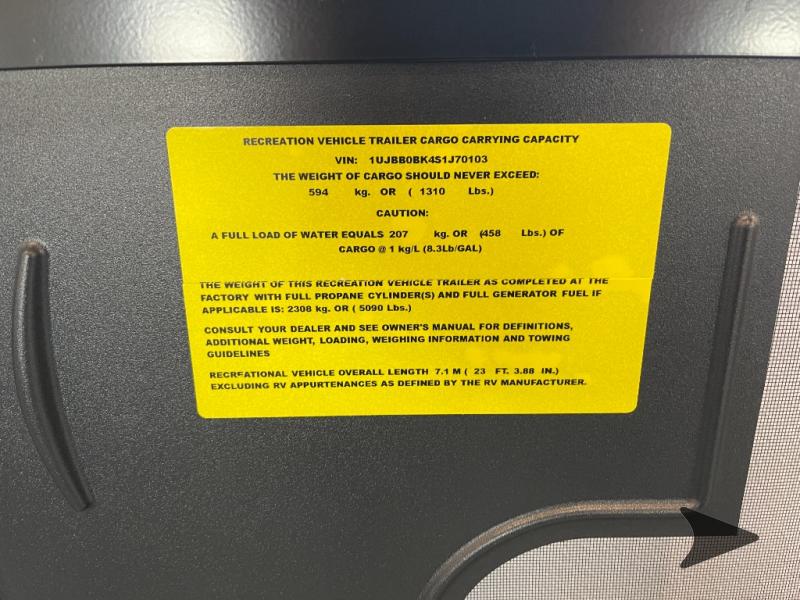 RECREATION VEHICLE TRAILER CARGO CARRYING CAPACITY
VIN: 1UJBB0BK4S1J70103
THE WEIGHT OF CARGO SHOULD NEVER EXCEED:
594 kg. OR ( 1310 Lbs.)
CAUTION:
A FULL LOAD OF WATER EQUALS 207 kg. OR (458 Lbs.) OF
CARGO @ 1 kg/L (8.3Lb/GAL)
THE WEIGHT OF THIS RECREATION VEHICLE TRAILER AS COMPLETED AT THE
FACTORY WITH FULL PROPANE CYLINDER(S) AND FULL GENERATOR FUEL IF
APPLICABLE IS: 2308 kg. OR ( 5090 Lbs.)
CONSULT YOUR DEALER AND SEE OWNER'S MANUAL FOR DEFINITIONS,
ADDITIONAL WEIGHT, LOADING, WEIGHING INFORMATION AND TOWING
GUIDELINES
RECREATIONAL VEHICLE OVERALL LENGTH 7.1 M ( 23 FT. 3.88 IN.)
EXCLUDING RV APPURTENANCES AS DEFINED BY THE RV MANUFACTURER.